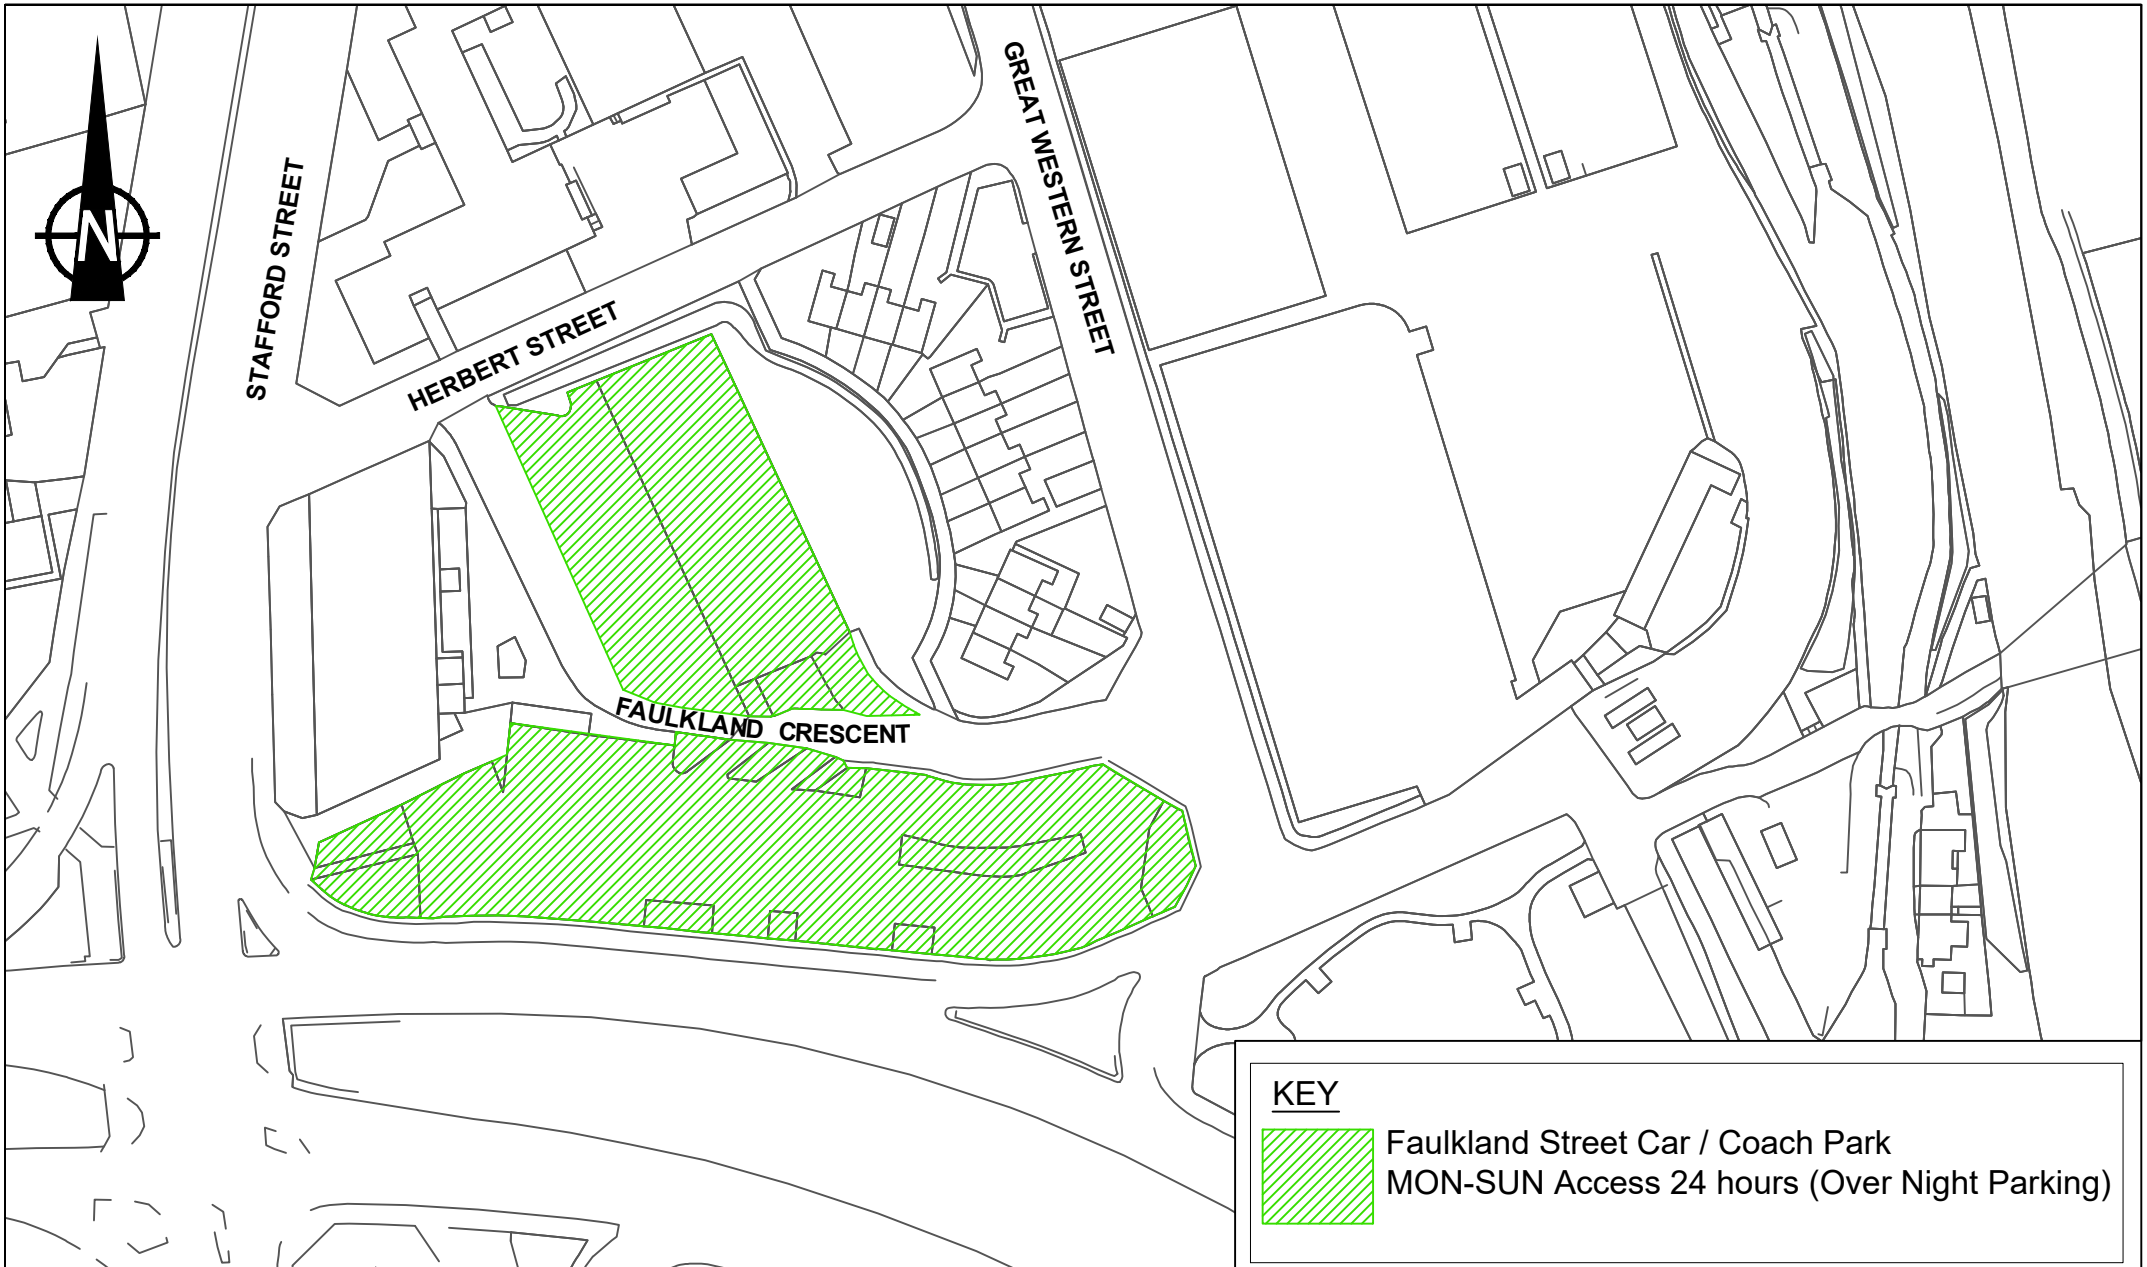 GREAT WESTERN STREET
STAFFORD STREET
N
HERBERT STREET
FAULKLAND CRESCENT
KEY
Faulkland Street Car / Coach Park
MON-SUN Access 24 hours (Over Night Parking)